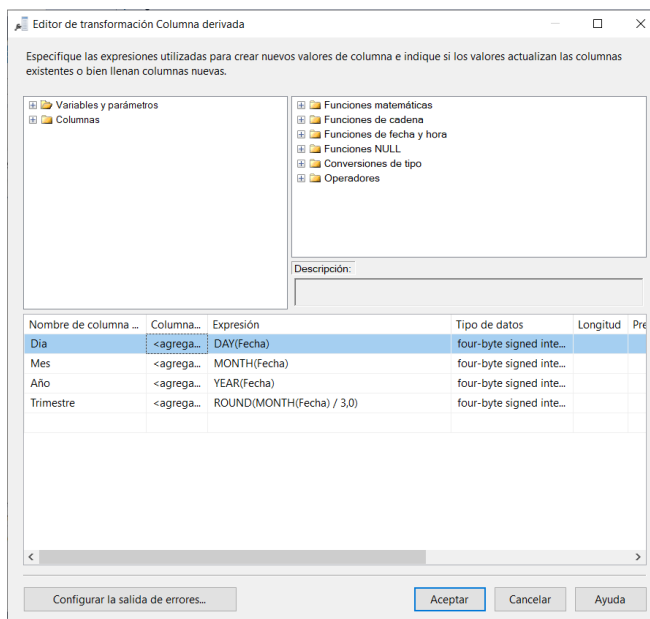 Editor de transformación Columna derivada
Especifique las expresiones utilizadas para crear nuevos valores de columna e indique si los valores actualizan las columnas
existentes o bien llenan columnas nuevas.
Variables y parámetros
Columnas
Funciones matemáticas
Funciones de cadena
Funciones de fecha y hora
Funciones NULL
Conversiones de tipo
Operadores
Descripción:
Nombre de columna ... Columna... Expresión Tipo de datos Longitud Pre
Dia <agrega... DAY(Fecha) four-byte signed inte...
Mes <agrega... MONTH(Fecha) four-byte signed inte...
Año <agrega... YEAR(Fecha) four-byte signed inte...
Trimestre <agrega... ROUND(MONTH(Fecha) / 3,0) four-byte signed inte...
Configurar la salida de errores... Aceptar Cancelar Ayuda